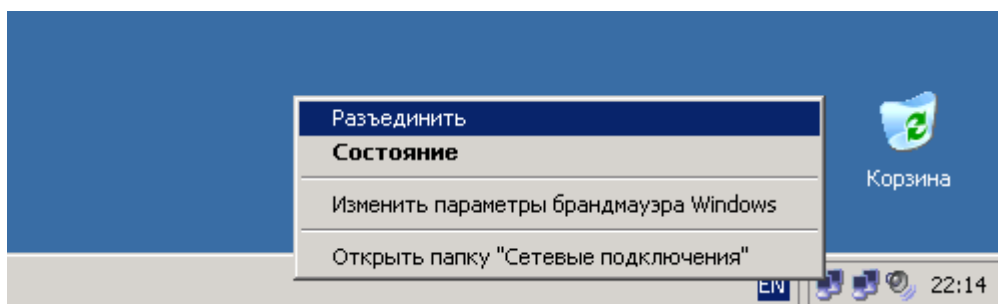 Разъединить
Состояние
Изменить параметры брандмауэра Windows
Открыть папку "Сетевые подключения"
Корзина
EN
22:14